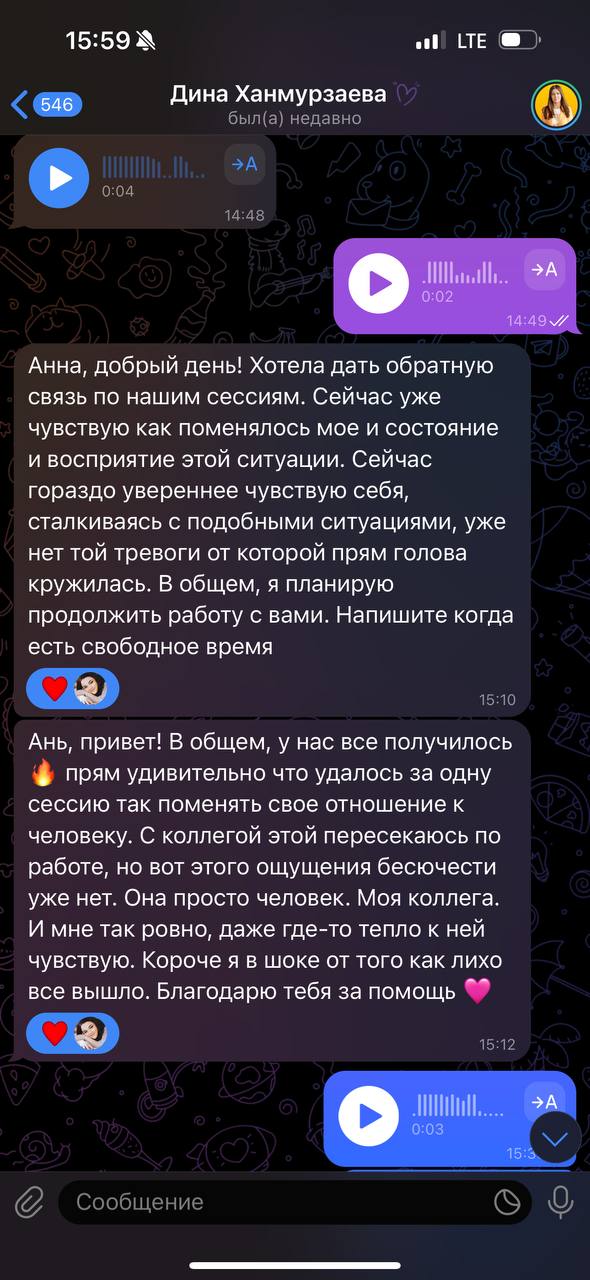 15:59
LTE
546
Дина Ханмурзаева
был(а) недавно
→A
0:04
14:48
→A
0:02
14:49
Анна, добрый день! Хотела дать обратную
связь по нашим сессиям. Сейчас уже
чувствую как поменялось мое и состояние
и восприятие этой ситуации. Сейчас
гораздо увереннее чувствую себя,
сталкиваясь с подобными ситуациями, уже
нет той тревоги от которой прям голова
кружилась. В общем, я планирую
продолжить работу с вами. Напишите когда
есть свободное время
15:10
Ань, привет! В общем, у нас все получилось
🔥 прям удивительно что удалось за одну
сессию так поменять свое отношение к
человеку. С коллегой этой пересекаюсь по
работе, но вот этого ощущения бесючести
уже нет. Она просто человек. Моя коллега.
И мне так ровно, даже где-то тепло к ней
чувствую. Короче я в шоке от того как лихо
все вышло. Благодарю тебя за помощь 💗
15:12
→A
0:03
Сообщение